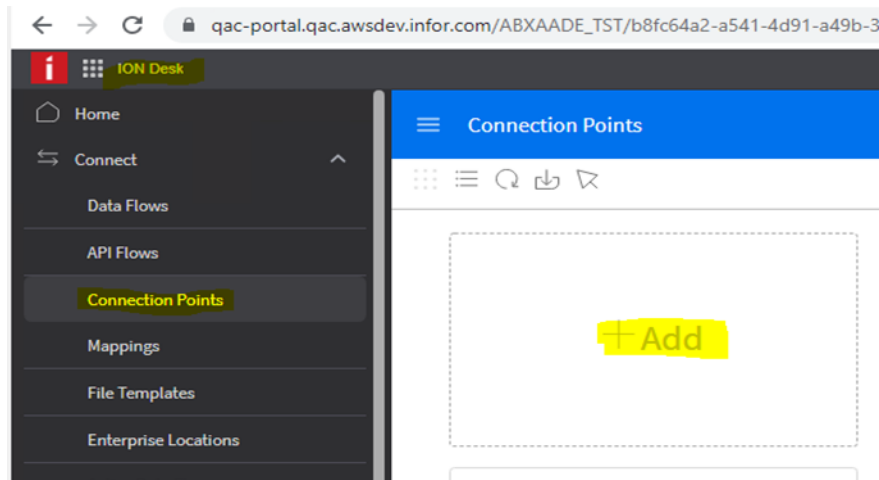 qac-portal.qac.awsdev.infor.com/ABXAADE_TST/b8fc64a2-a541-4d91-a49b-3
i ION Desk
Home
Connection Points
Connect
Data Flows
API Flows
Connection Points
+ Add
Mappings
File Templates
Enterprise Locations